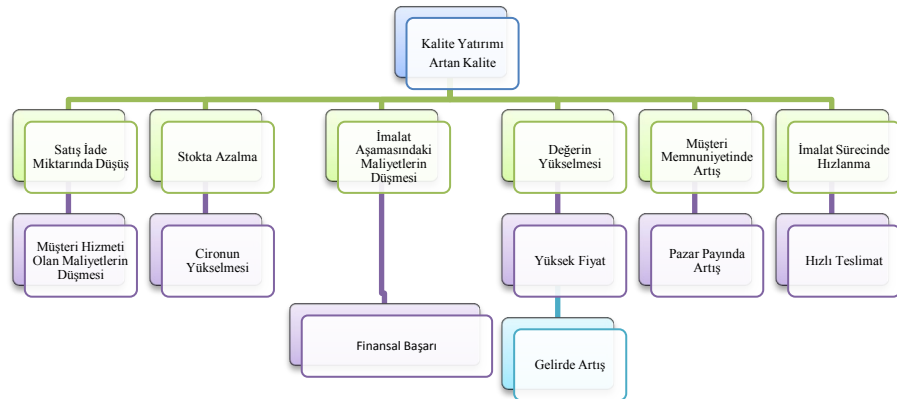 Kalite Yatırımı
Artan Kalite
Satış İade
Miktarında Düşüş
Stokta Azalma
İmalat
Aşamasındaki
Maliyetlerin
Düşmesi
Değerin
Yükselmesi
Müşteri
Memnuniyetinde
Artış
İmalat Sürecinde
Hızlanma
Müşteri Hizmeti
Olan Maliyetlerin
Düşmesi
Cironun
Yükselmesi
Yüksek Fiyat
Pazar Payında
Artış
Hızlı Teslimat
Finansal Başarı
Gelirde Artış